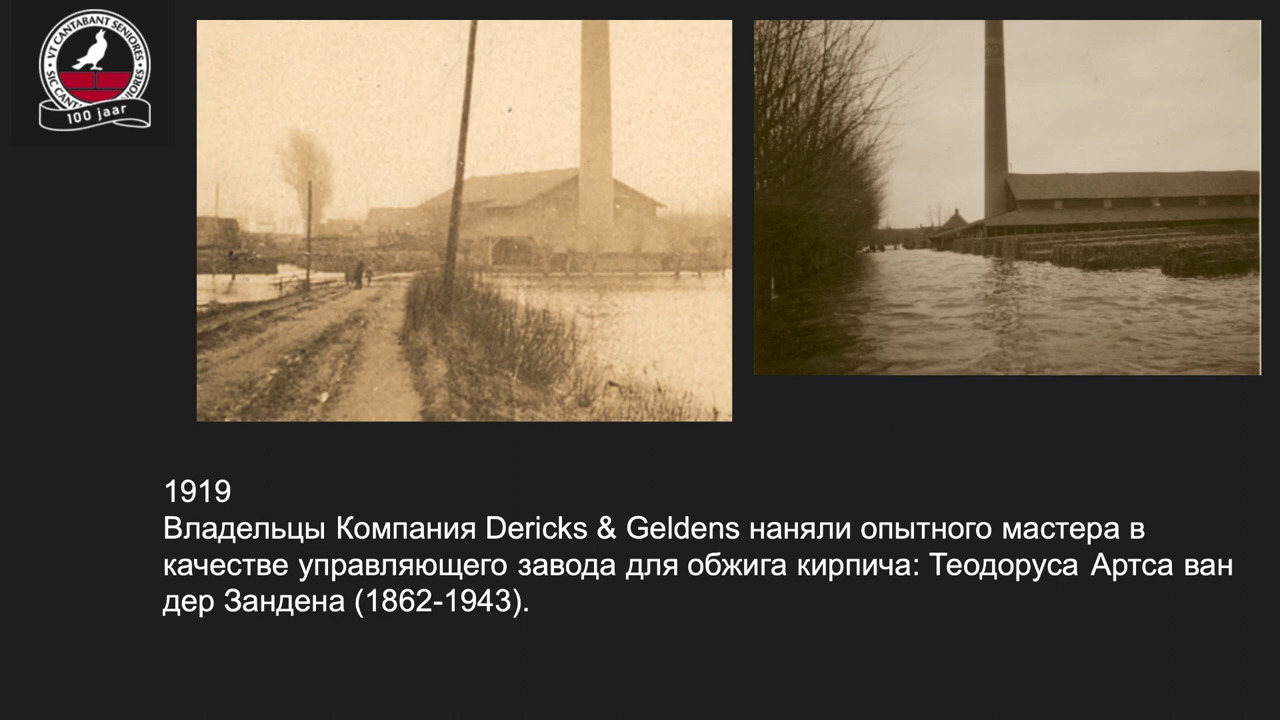 VT CANTABANT SENIORES
SIC CANT
IORES
100 jaar
1919
Владельцы Компания Dericks & Geldens наняли опытного мастера в
качестве управляющего завода для обжига кирпича: Теодоруса Артса ван
дер Зандена (1862-1943).